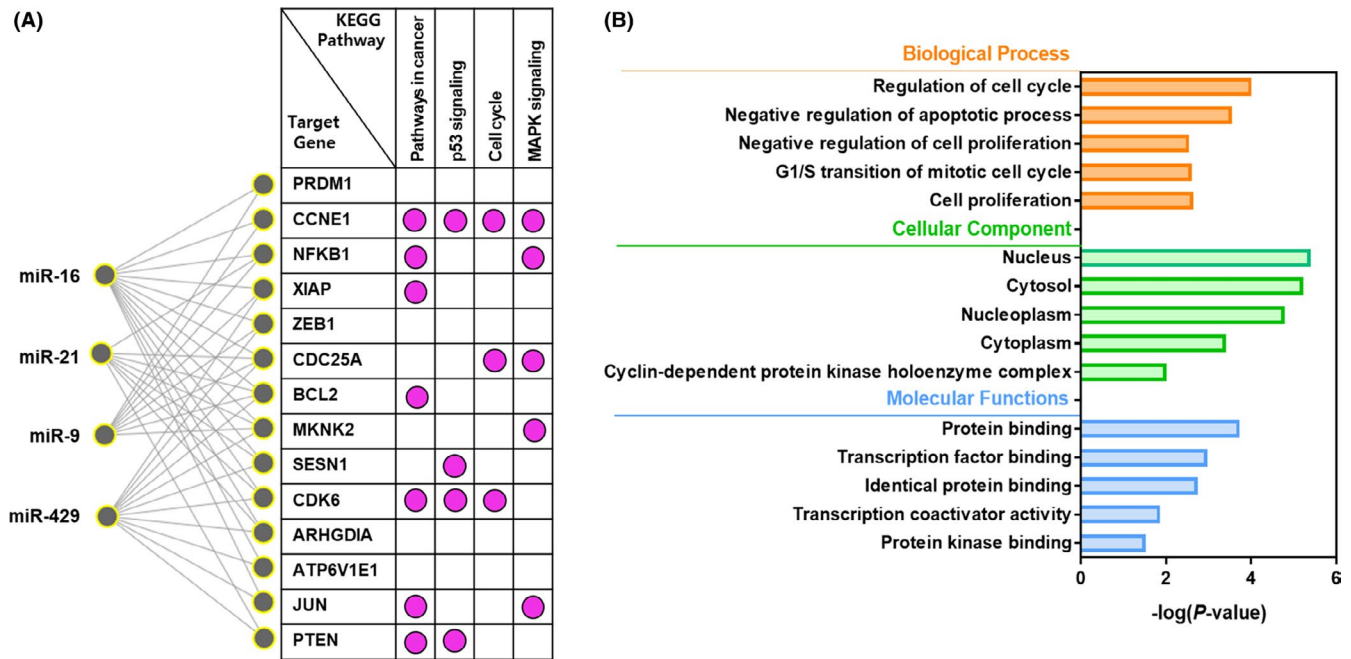 (A)
KEGG
Pathway
Target
Gene
Pathways in cancer
p53 signaling
Cell cycle
MAPK signaling
miR-16
miR-21
miR-9
miR-429
PRDM1
CCNE1
NFKB1
XIAP
ZEB1
CDC25A
BCL2
MKNK2
SESN1
CDK6
ARHGDIA
ATP6V1E1
JUN
PTEN
(B)
Biological Process
Regulation of cell cycle
Negative regulation of apoptotic process
Negative regulation of cell proliferation
G1/S transition of mitotic cell cycle
Cell proliferation
Cellular Component
Nucleus
Cytosol
Nucleoplasm
Cytoplasm
Cyclin-dependent protein kinase holoenzyme complex
Molecular Functions
Protein binding
Transcription factor binding
Identical protein binding
Transcription coactivator activity
Protein kinase binding
0 2 4 6
-log(P-value)